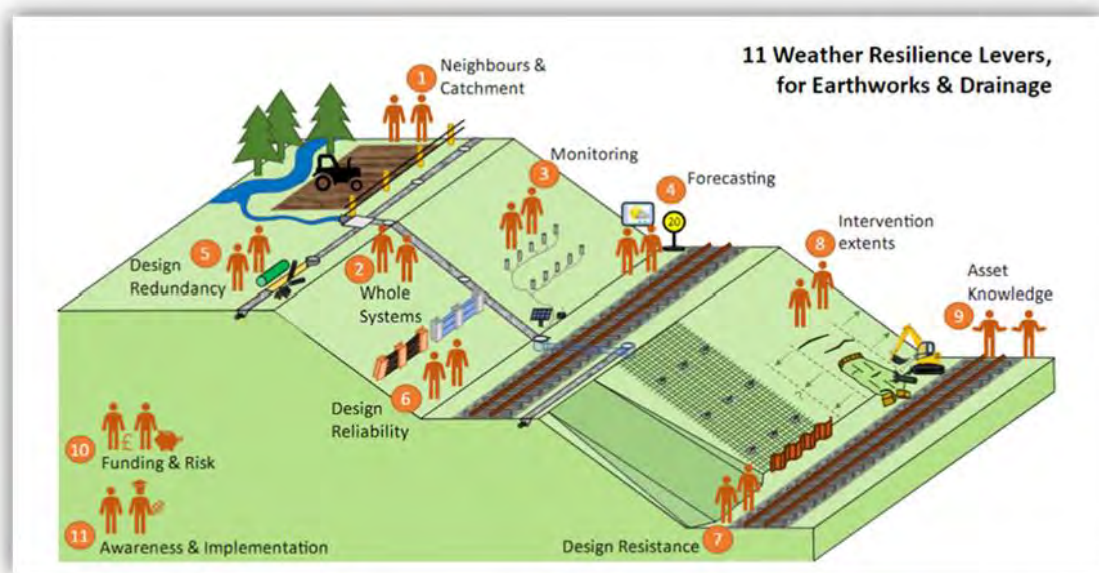 11 Weather Resilience Levers,
for Earthworks & Drainage
1
Neighbours &
Catchment
2
Whole
Systems
3
Monitoring
4
Forecasting
20
5
Design
Redundancy
6
Design
Reliability
7
Design Resistance
8
Intervention
extents
9
Asset
Knowledge
10
£
Funding & Risk
11
Awareness & Implementation